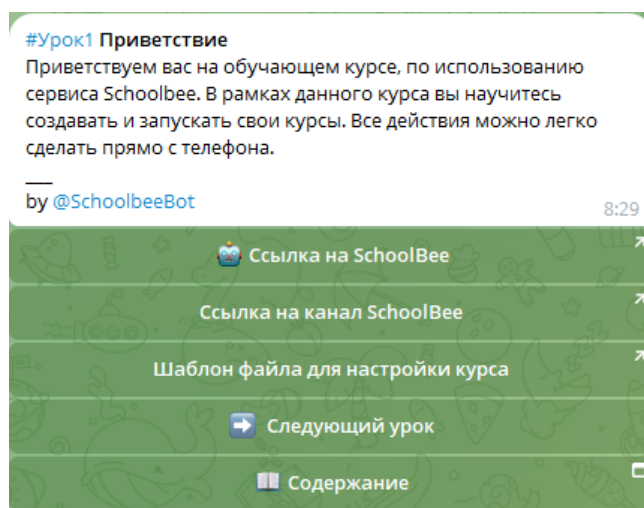 #Урок1 Приветствие
Приветствуем вас на обучающем курсе, по использованию
сервиса Schoolbee. В рамках данного курса вы научитесь
создавать и запускать свои курсы. Все действия можно легко
сделать прямо с телефона.
___
by @SchoolbeeBot
8:29
🤖 Ссылка на SchoolBee
Ссылка на канал SchoolBee
Шаблон файла для настройки курса
➡️ Следующий урок
📖 Содержание